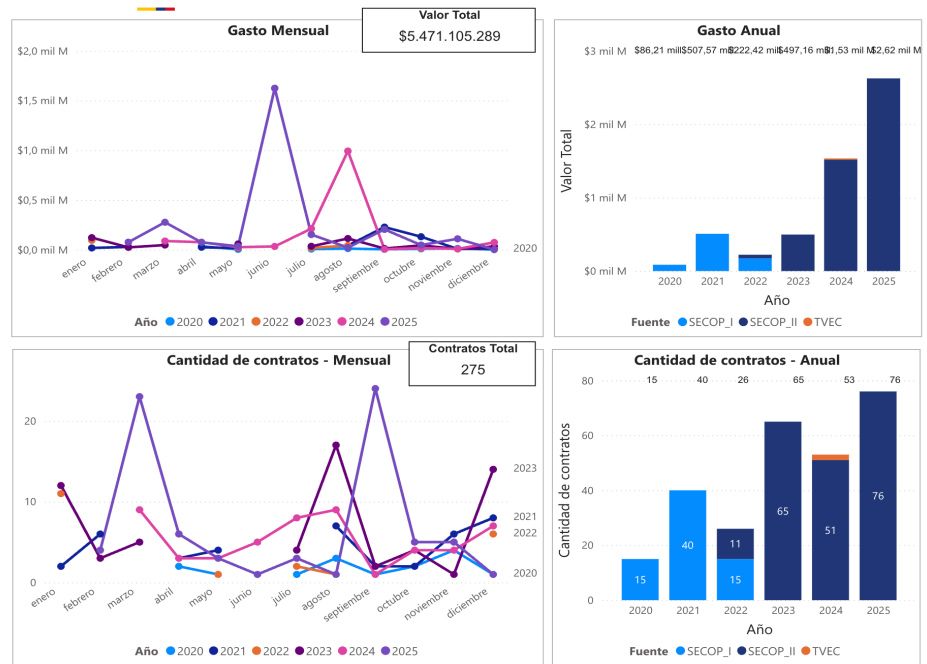 Gasto Mensual
Valor Total
$5.471.105.289
$2,0 mil M
$1,5 mil M
$1,0 mil M
$0,5 mil M
$0,0 mil M
2020
enero
febrero
marzo
abril
mayo
junio
julio
agosto
septiembre
octubre
noviembre
diciembre
Año 2020 2021 2022 2023 2024 2025
Gasto Anual
$3 mil M
$86,21 mill $507,57 mill $222,42 mill $497,16 mill $1,53 mil M $2,62 mil M
$2 mil M
$1 mil M
$0 mil M
Valor Total
2020 2021 2022 2023 2024 2025
Año
Fuente SECOP_I SECOP_II TVEC
Cantidad de contratos - Mensual
Contratos Total
275
20
10
0
2023
2021
2022
2020
enero
febrero
marzo
abril
mayo
junio
julio
agosto
septiembre
octubre
noviembre
diciembre
Año 2020 2021 2022 2023 2024 2025
Cantidad de contratos - Anual
80
15 40 26 65 53 76
60
40
20
0
Cantidad de contratos
15
40
15
11
65
51
76
2020 2021 2022 2023 2024 2025
Año
Fuente SECOP_I SECOP_II TVEC